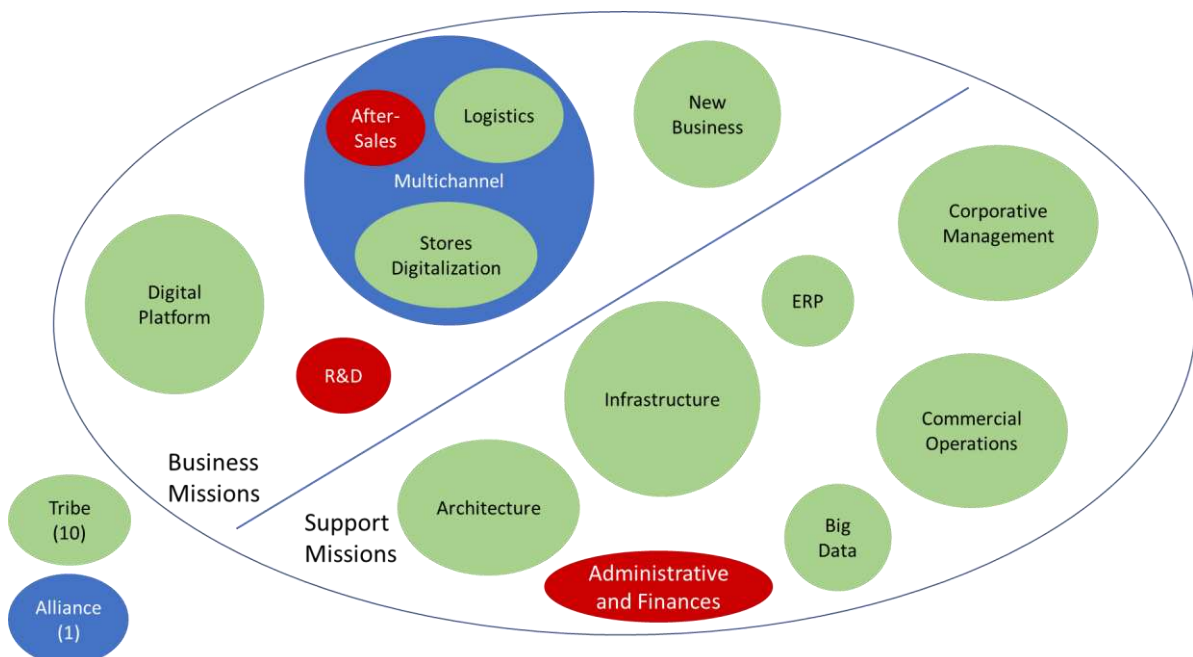 After-
Sales
Logistics
Multichannel
Stores
Digitalization
New
Business
Corporative
Management
Digital
Platform
ERP
R&D
Infrastructure
Commercial
Operations
Business
Missions
Tribe
(10)
Support
Missions
Architecture
Big
Data
Administrative
and Finances
Alliance
(1)